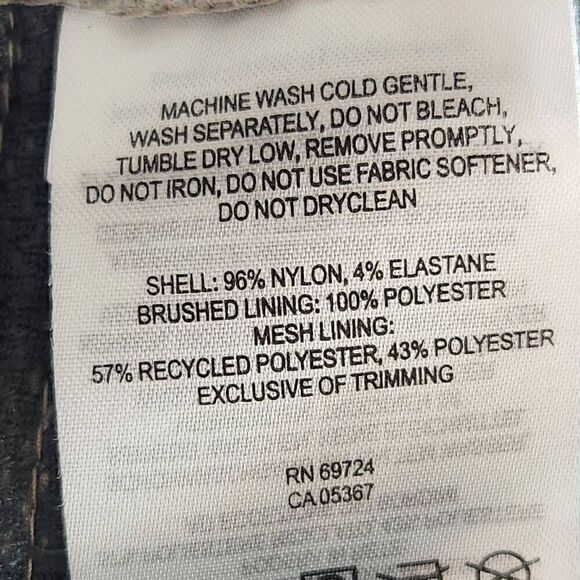 MACHINE WASH COLD GENTLE,
WASH SEPARATELY, DO NOT BLEACH,
TUMBLE DRY LOW, REMOVE PROMPTLY,
DO NOT IRON, DO NOT USE FABRIC SOFTENER,
DO NOT DRYCLEAN
SHELL: 96% NYLON, 4% ELASTANE
BRUSHED LINING: 100% POLYESTER
MESH LINING:
57% RECYCLED POLYESTER, 43% POLYESTER
EXCLUSIVE OF TRIMMING
RN 69724
CA 05367